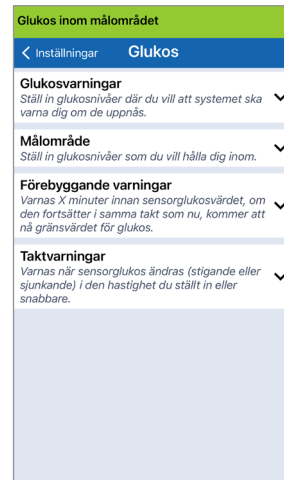 Glukos inom målområdet
Inställningar Glukos
Glukosvarningar
Ställ in glukosnivåer där du vill att systemet ska
varna dig om de uppnås.
Målområde
Ställ in glukosnivåer som du vill hålla dig inom.
Förebyggande varningar
Varnas X minuter innan sensorglukosvärdet, om
den fortsätter i samma takt som nu, kommer att
nå gränsvärdet för glukos.
Taktvarningar
Varnas när sensorglukos ändras (stigande eller
sjunkande) i den hastighet du ställt in eller
snabbare.